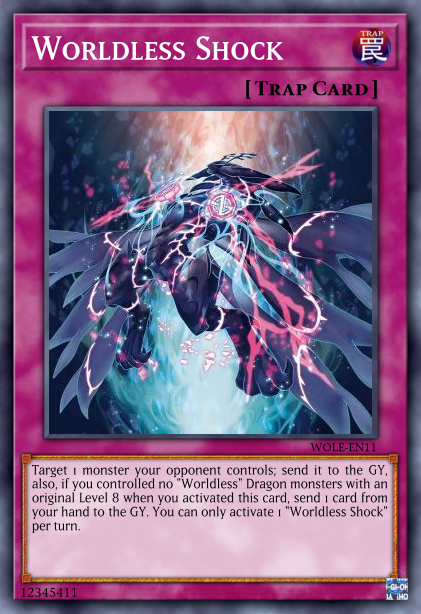 Worldless Shock
TRAP
罠
[Trap Card]
WOLE-EN11
Target 1 monster your opponent controls; send it to the GY,
also, if you controlled no "Worldless" Dragon monsters with an
original Level 8 when you activated this card, send 1 card from
your hand to the GY. You can only activate 1 "Worldless Shock"
per turn.
12345411